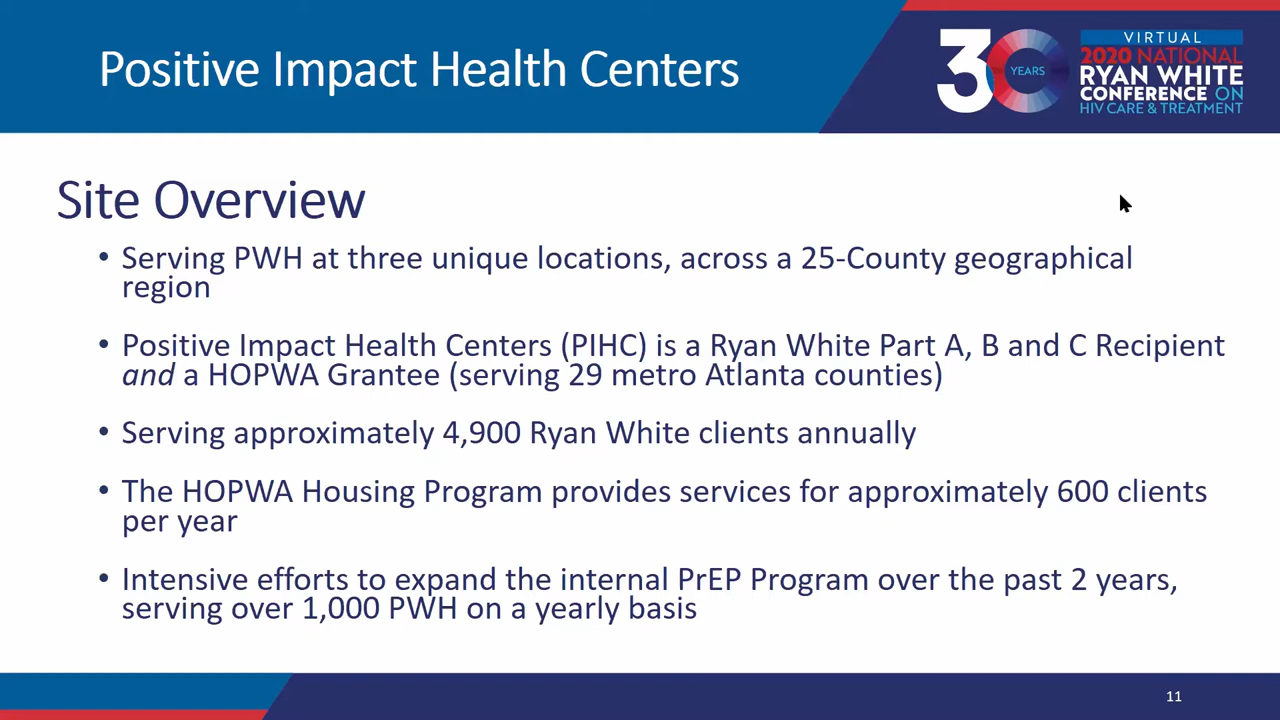 Positive Impact Health Centers
30 YEARS
VIRTUAL
2020 NATIONAL
RYAN WHITE
CONFERENCE ON
HIV CARE & TREATMENT
Site Overview
• Serving PWH at three unique locations, across a 25-County geographical
region
• Positive Impact Health Centers (PIHC) is a Ryan White Part A, B and C Recipient
and a HOPWA Grantee (serving 29 metro Atlanta counties)
• Serving approximately 4,900 Ryan White clients annually
• The HOPWA Housing Program provides services for approximately 600 clients
per year
• Intensive efforts to expand the internal PrEP Program over the past 2 years,
serving over 1,000 PWH on a yearly basis
11